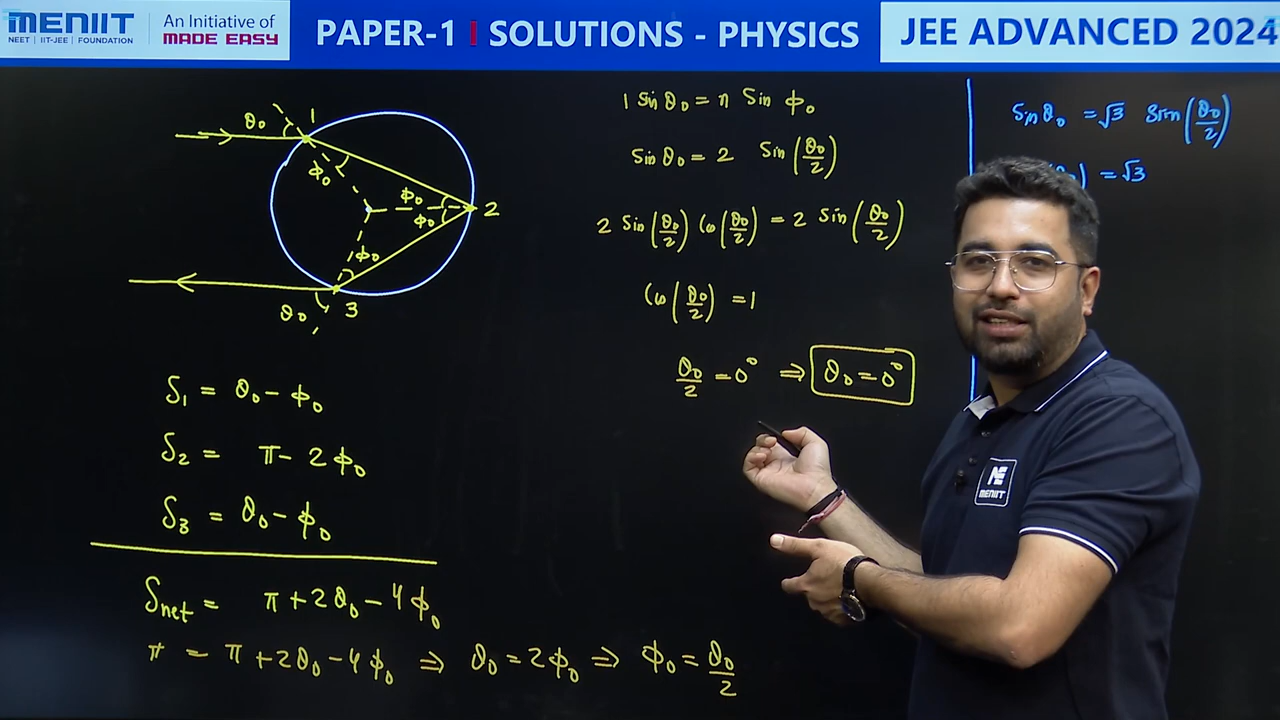 MENIIT
NEET | IIT-JEE | FOUNDATION
An Initiative of
MADE EASY
PAPER-1 | SOLUTIONS - PHYSICS
JEE ADVANCED 2024
θ₀ 1
ϕ₀
ϕ₀
ϕ₀
2
ϕ₀
θ₀ 3
δ₁ = θ₀ - ϕ₀
δ₂ = π - 2ϕ₀
δ₃ = θ₀ - ϕ₀
δnet = π + 2θ₀ - 4ϕ₀
π = π + 2θ₀ - 4ϕ₀ ⇒ θ₀ = 2ϕ₀ ⇒ ϕ₀ = θ₀/2
1 Sin θ₀ = n Sin ϕ₀
Sin θ₀ = 2 Sin(θ₀/2)
2 Sin(θ₀/2) Cos(θ₀/2) = 2 Sin(θ₀/2)
Cos(θ₀/2) = 1
θ₀/2 = 0° ⇒ θ₀ = 0°
Sin θ₀ = √3 Sin(θ₀/2)
) = √3
NE
MENIIT